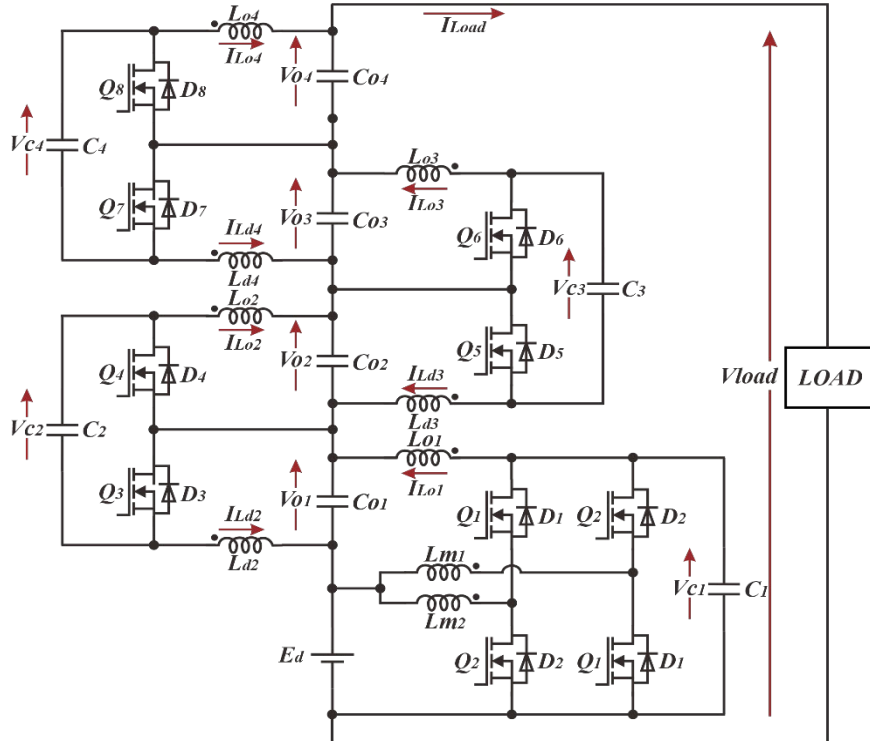 Lo4
ILoad
ILo4
Q8
D8
Vo4
Co4
Vc4
C4
Lo3
ILo3
Q7
D7
ILd4
Vo3
Co3
Q6
D6
Ld4
Vc3
C3
Lo2
ILo2
Vo2
Co2
Q5
D5
Vload
LOAD
Q4
D4
ILd3
Vc2
C2
Ld3
Lo1
ILo1
Q3
D3
Vo1
Co1
Q1
D1
Q2
D2
ILd2
Ld2
Lm1
Vc1
C1
Lm2
Ed
Q2
D2
Q1
D1